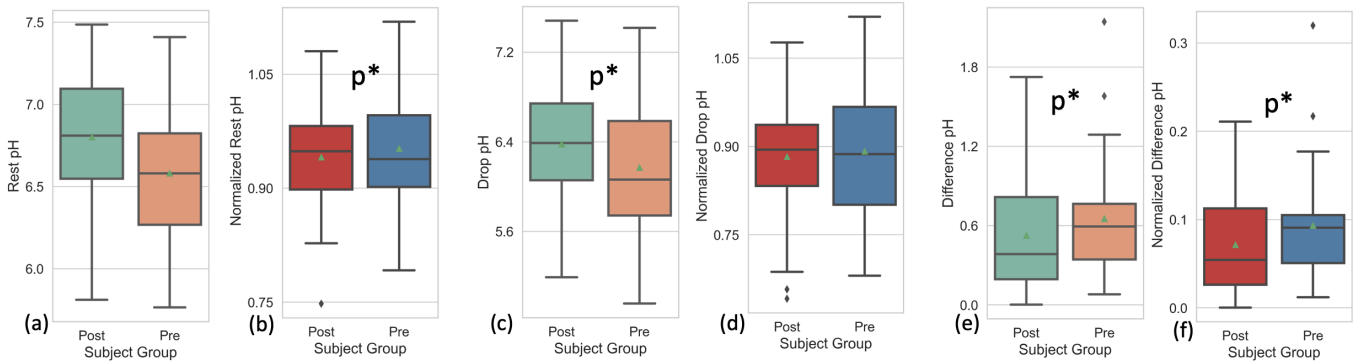 Rest pH
7.5
7.0
6.5
6.0
Post
Pre
Subject Group
(a)
Normalized Rest pH
1.05
0.90
0.75
p*
Post
Pre
Subject Group
(b)
Drop pH
7.2
6.4
5.6
p*
Post
Pre
Subject Group
(c)
Normalized Drop pH
1.05
0.90
0.75
Post
Pre
Subject Group
(d)
Difference pH
1.8
1.2
0.6
0.0
p*
Post
Pre
Subject Group
(e)
Normalized Difference pH
0.3
0.2
0.1
0.0
p*
Post
Pre
Subject Group
(f)